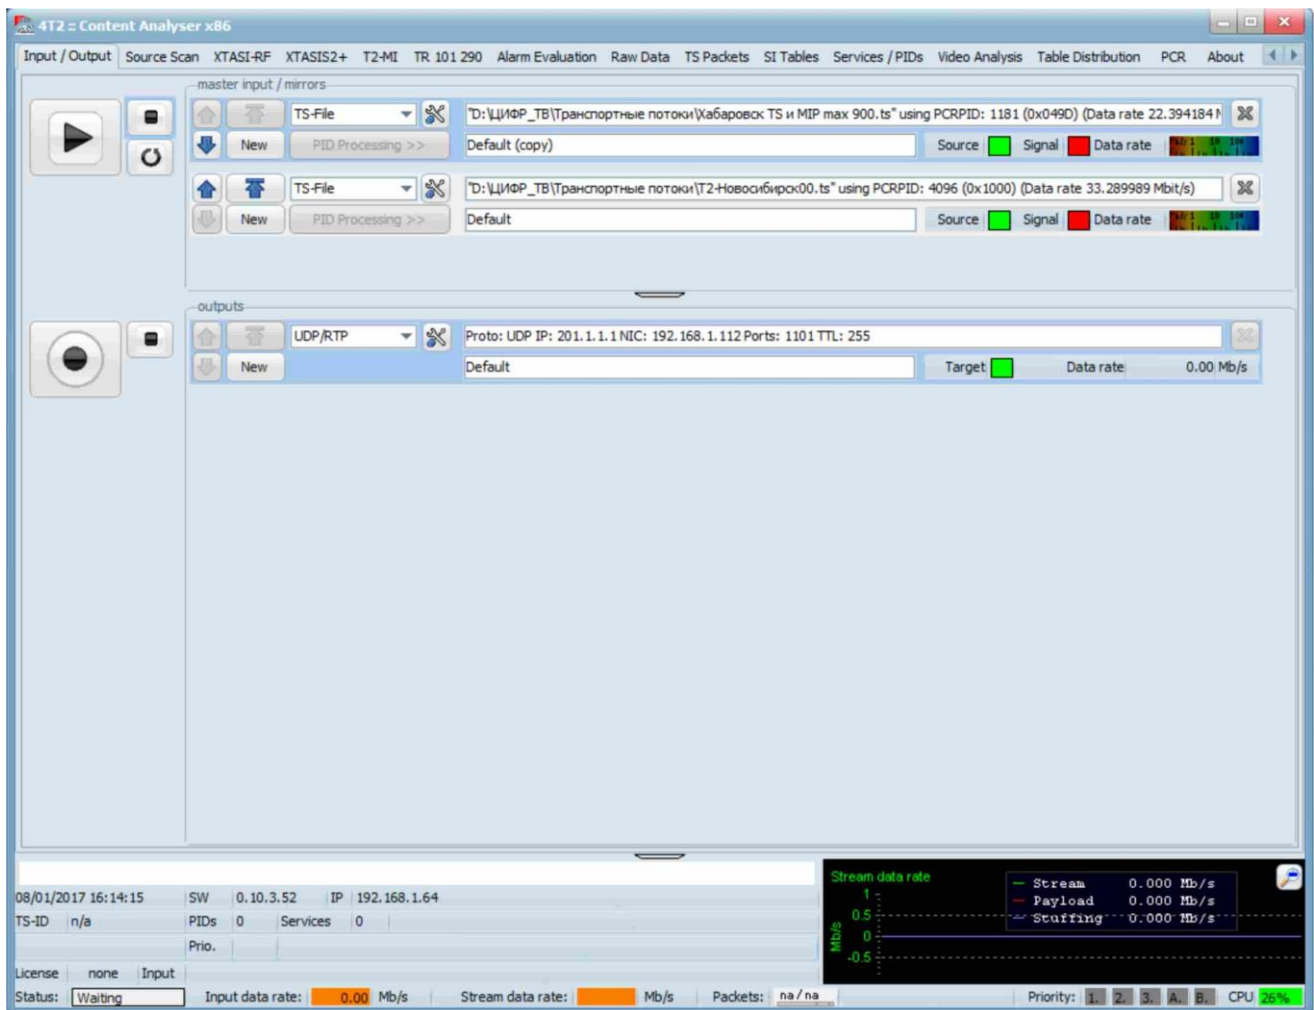 4T2 :: Content Analyser x86
Input / Output Source Scan XTASI-RF XTASIS2+ T2-MI TR 101 290 Alarm Evaluation Raw Data TS Packets SI Tables Services / PIDs Video Analysis Table Distribution PCR About
master input / mirrors
TS-File "D:\ЦИФР_ТВ\Транспортные потоки\Хабаровск TS и MIP max 900.ts" using PCRPID: 1181 (0x049D) (Data rate 22.394184 M
New PID Processing >> Default (copy) Source Signal Data rate
TS-File "D:\ЦИФР_ТВ\Транспортные потоки\T2-Новосибирск00.ts" using PCRPID: 4096 (0x1000) (Data rate 33.289989 Mbit/s)
New PID Processing >> Default Source Signal Data rate
outputs
UDP/RTP Proto: UDP IP: 201.1.1.1 NIC: 192.168.1.112 Ports: 1101 TTL: 255
New Default Target Data rate 0.00 Mb/s
Stream data rate
1
0.5
0
-0.5
Mb/s
Stream 0.000 Mb/s
Payload 0.000 Mb/s
Stuffing 0.000 Mb/s
08/01/2017 16:14:15 SW 0.10.3.52 IP 192.168.1.64
TS-ID n/a PIDs 0 Services 0
Prio.
License none Input
Status: Waiting Input data rate: 0.00 Mb/s Stream data rate: Mb/s Packets: na/na Priority: 1. 2. 3. A. B. CPU 26%